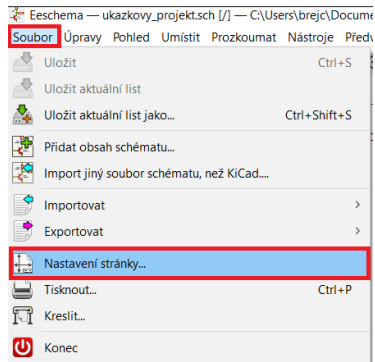 Eeschema — ukazkovy_projekt.sch [/] — C:\Users\brejc\Docume
Soubor Úpravy Pohled Umístit Prozkoumat Nástroje Předv
Uložit Ctrl+S
Uložit aktuální list
Uložit aktuální list jako... Ctrl+Shift+S
Přidat obsah schématu...
Import jiný soubor schématu, než KiCad....
Importovat >
Exportovat >
Nastavení stránky...
Tisknout... Ctrl+P
Kreslit...
Konec